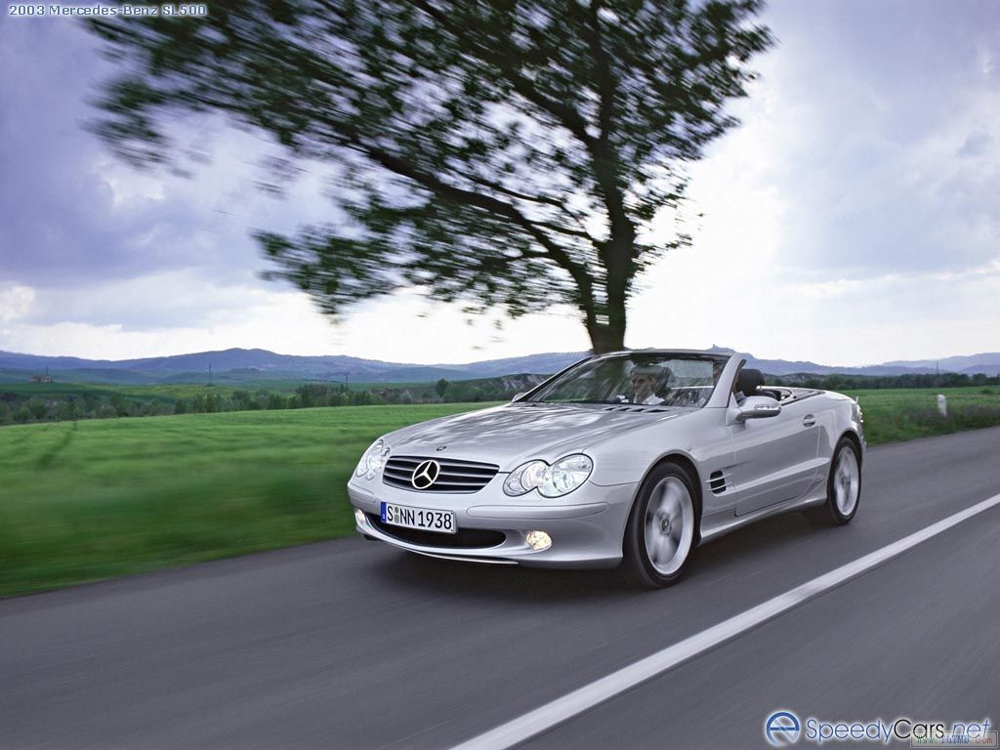 2003 Mercedes-Benz SL500
S NN 1938
SpeedyCars.net